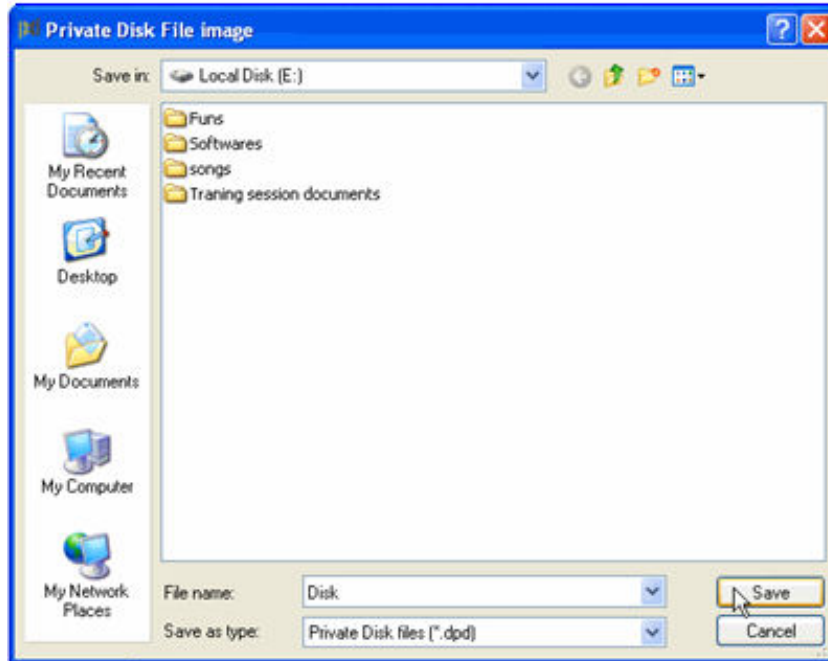 Private Disk File image
Save in:
Local Disk (E:)
My Recent
Documents
Desktop
My Documents
My Computer
My Network
Places
Funs
Softwares
songs
Traning session documents
File name:
Disk
Save
Save as type:
Private Disk files (*.dpd)
Cancel